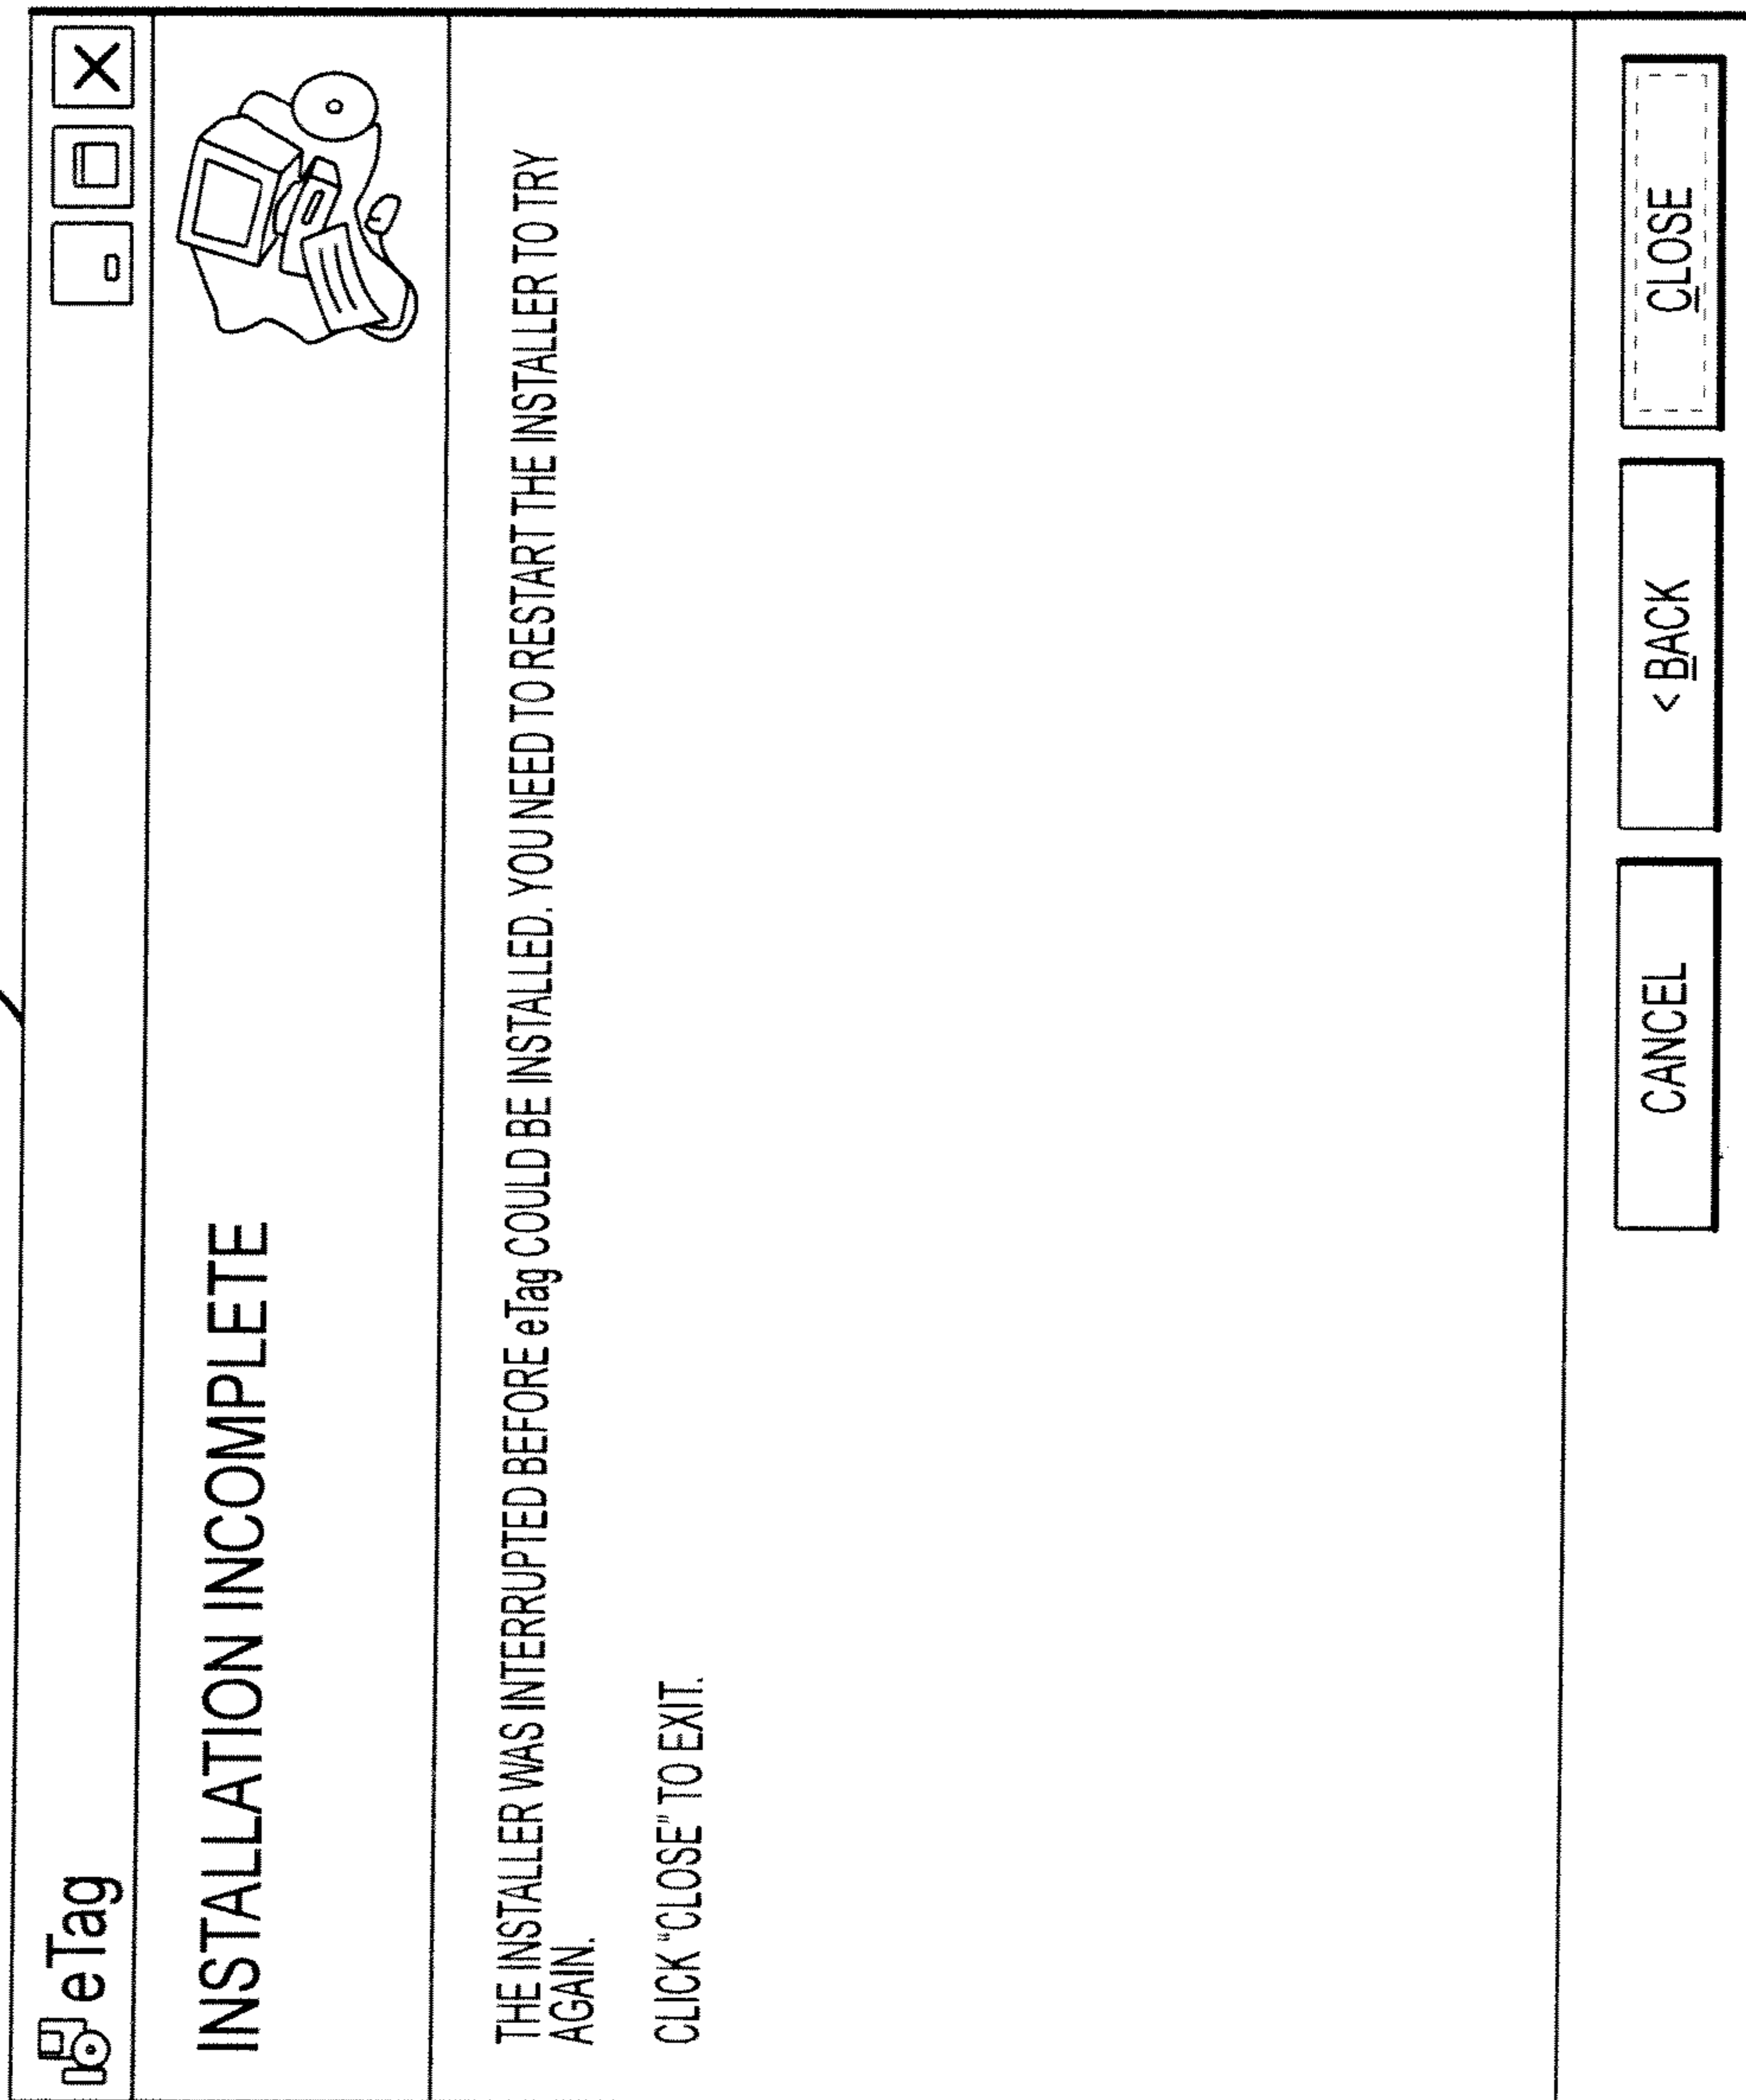 eTag
INSTALLATION INCOMPLETE
THE INSTALLER WAS INTERRUPTED BEFORE eTag COULD BE INSTALLED. YOU NEED TO RESTART THE INSTALLER TO TRY
AGAIN.
CLICK “CLOSE” TO EXIT.
CANCEL
< BACK
CLOSE